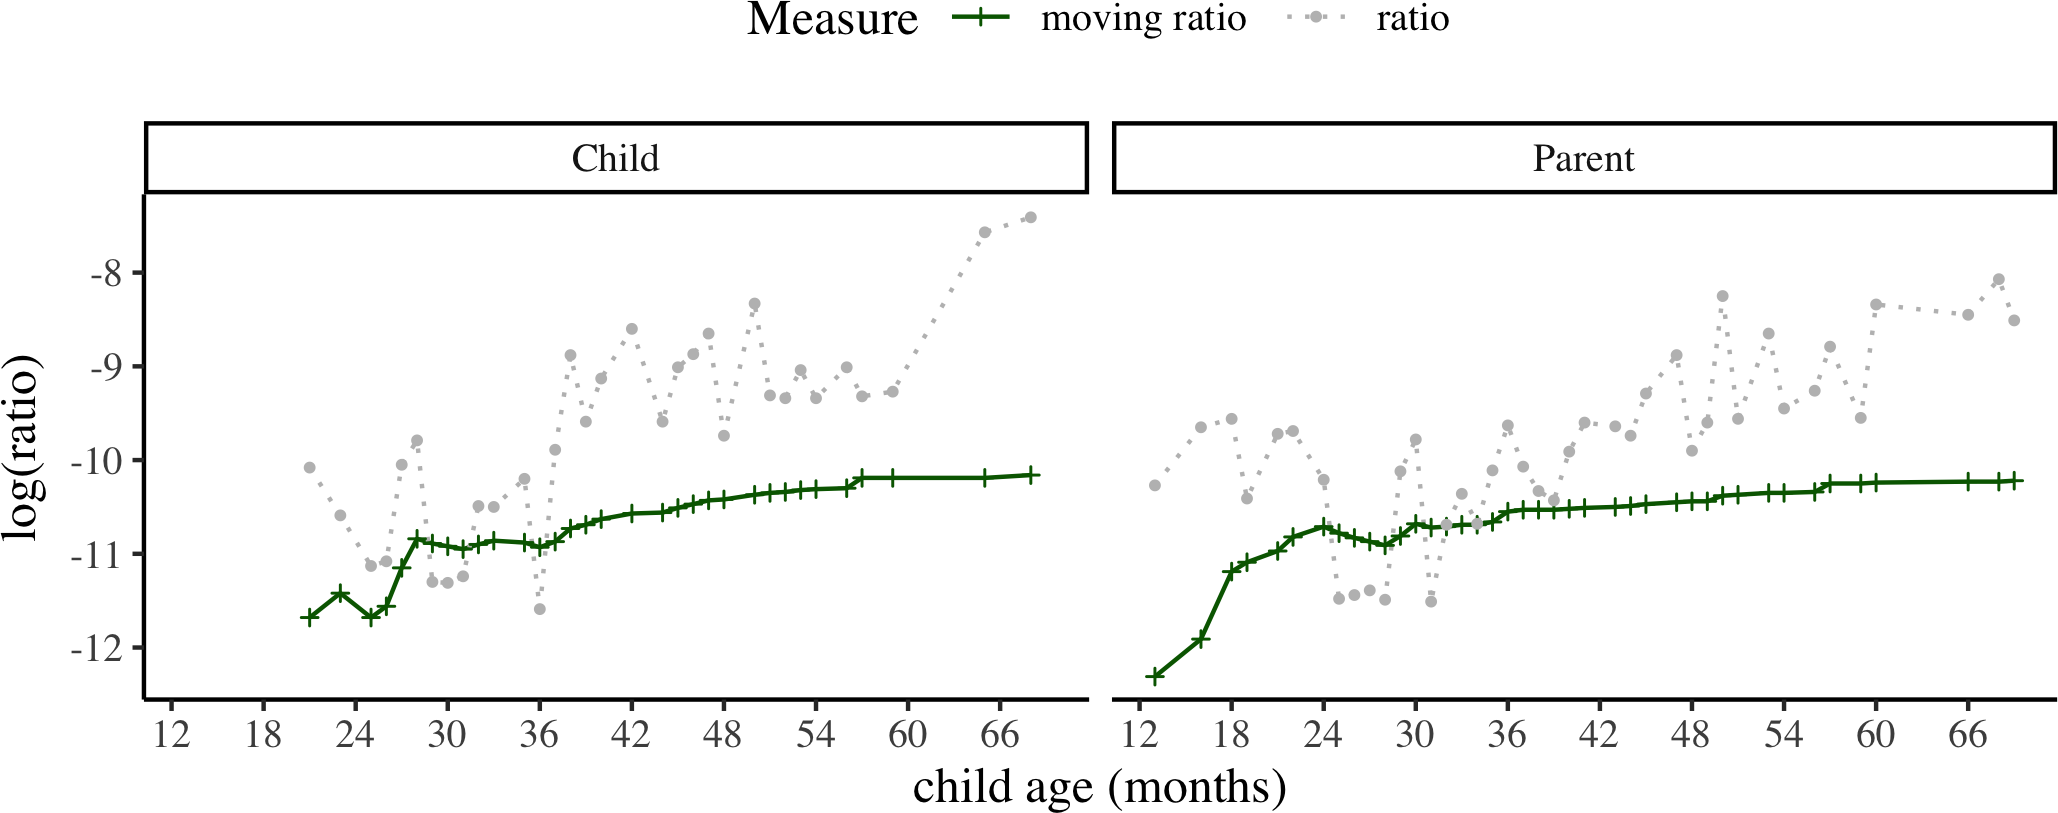 Measure moving ratio ratio
Child Parent
-8
-9
-10
-11
-12
log(ratio)
12 18 24 30 36 42 48 54 60 66 12 18 24 30 36 42 48 54 60 66
child age (months)